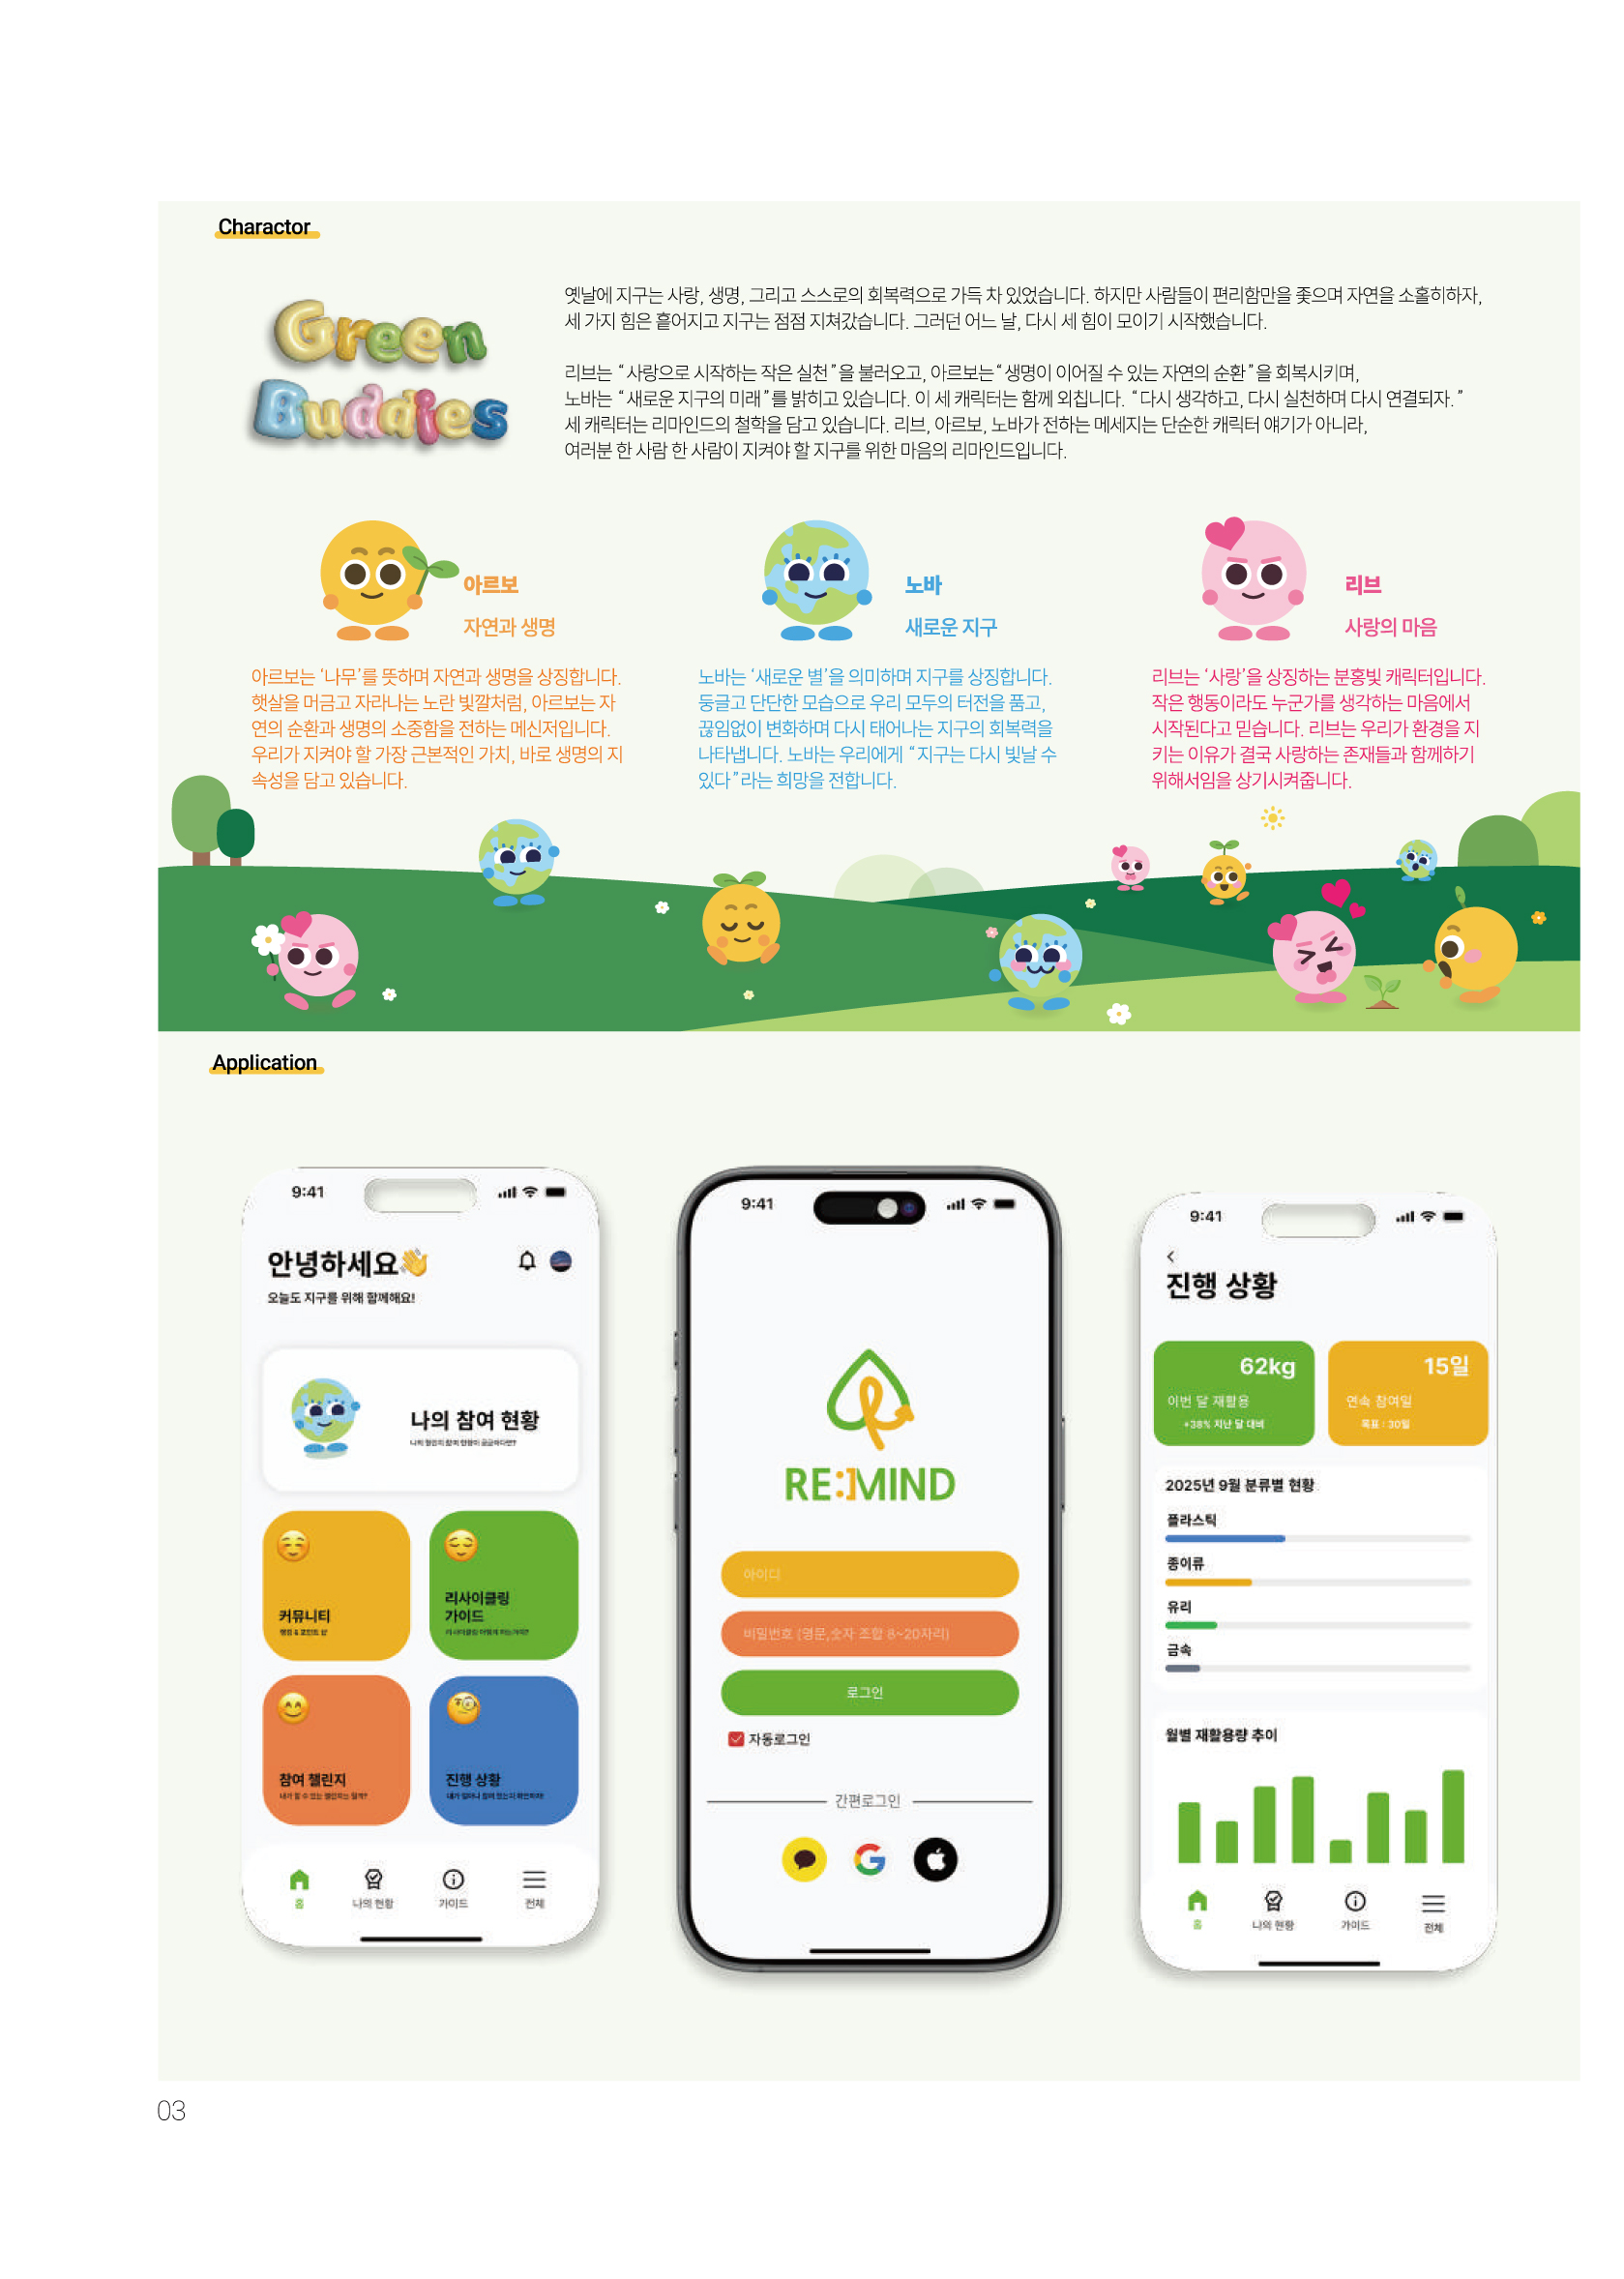 Charactor
Green
Buddies
옛날에 지구는 사랑, 생명, 그리고 스스로의 회복력으로 가득 차 있었습니다. 하지만 사람들이 편리함만을 좇으며 자연을 소홀히하자,
세 가지 힘은 흩어지고 지구는 점점 지쳐갔습니다. 그러던 어느 날, 다시 세 힘이 모이기 시작했습니다.
리브는 “사랑으로 시작하는 작은 실천”을 불러오고, 아르보는 “생명이 이어질 수 있는 자연의 순환”을 회복시키며,
노바는 “새로운 지구의 미래”를 밝히고 있습니다. 이 세 캐릭터는 함께 외칩니다. “다시 생각하고, 다시 실천하며 다시 연결되자.”
세 캐릭터는 리마인드의 철학을 담고 있습니다. 리브, 아르보, 노바가 전하는 메세지는 단순한 캐릭터 얘기가 아니라,
여러분 한 사람 한 사람이 지켜야 할 지구를 위한 마음의 리마인드입니다.
아르보
자연과 생명
아르보는 ‘나무’를 뜻하며 자연과 생명을 상징합니다.
햇살을 머금고 자라나는 노란 빛깔처럼, 아르보는 자
연의 순환과 생명의 소중함을 전하는 메신저입니다.
우리가 지켜야 할 가장 근본적인 가치, 바로 생명의 지
속성을 담고 있습니다.
노바
새로운 지구
노바는 ‘새로운 별’을 의미하며 지구를 상징합니다.
둥글고 단단한 모습으로 우리 모두의 터전을 품고,
끊임없이 변화하며 다시 태어나는 지구의 회복력을
나타냅니다. 노바는 우리에게 “지구는 다시 빛날 수
있다”라는 희망을 전합니다.
리브
사랑의 마음
리브는 ‘사랑’을 상징하는 분홍빛 캐릭터입니다.
작은 행동이라도 누군가를 생각하는 마음에서
시작된다고 믿습니다. 리브는 우리가 환경을 지
키는 이유가 결국 사랑하는 존재들과 함께하기
위해서임을 상기시켜줍니다.
Application
9:41
안녕하세요👋
오늘도 지구를 위해 함께해요!
나의 참여 현황
커뮤니티
랭킹 & 포인트 샵
리사이클링
가이드
참여 챌린지
진행 상황
홈
나의 현황
가이드
전체
9:41
RE:]MIND
아이디
비밀번호 (영문,숫자 조합 8~20자리)
로그인
자동로그인
간편로그인
9:41
<
진행 상황
62kg
이번 달 재활용
+38% 지난 달 대비
15일
연속 참여일
목표 : 30일
2025년 9월 분류별 현황
플라스틱
종이류
유리
금속
월별 재활용량 추이
홈
나의 현황
가이드
전체
03